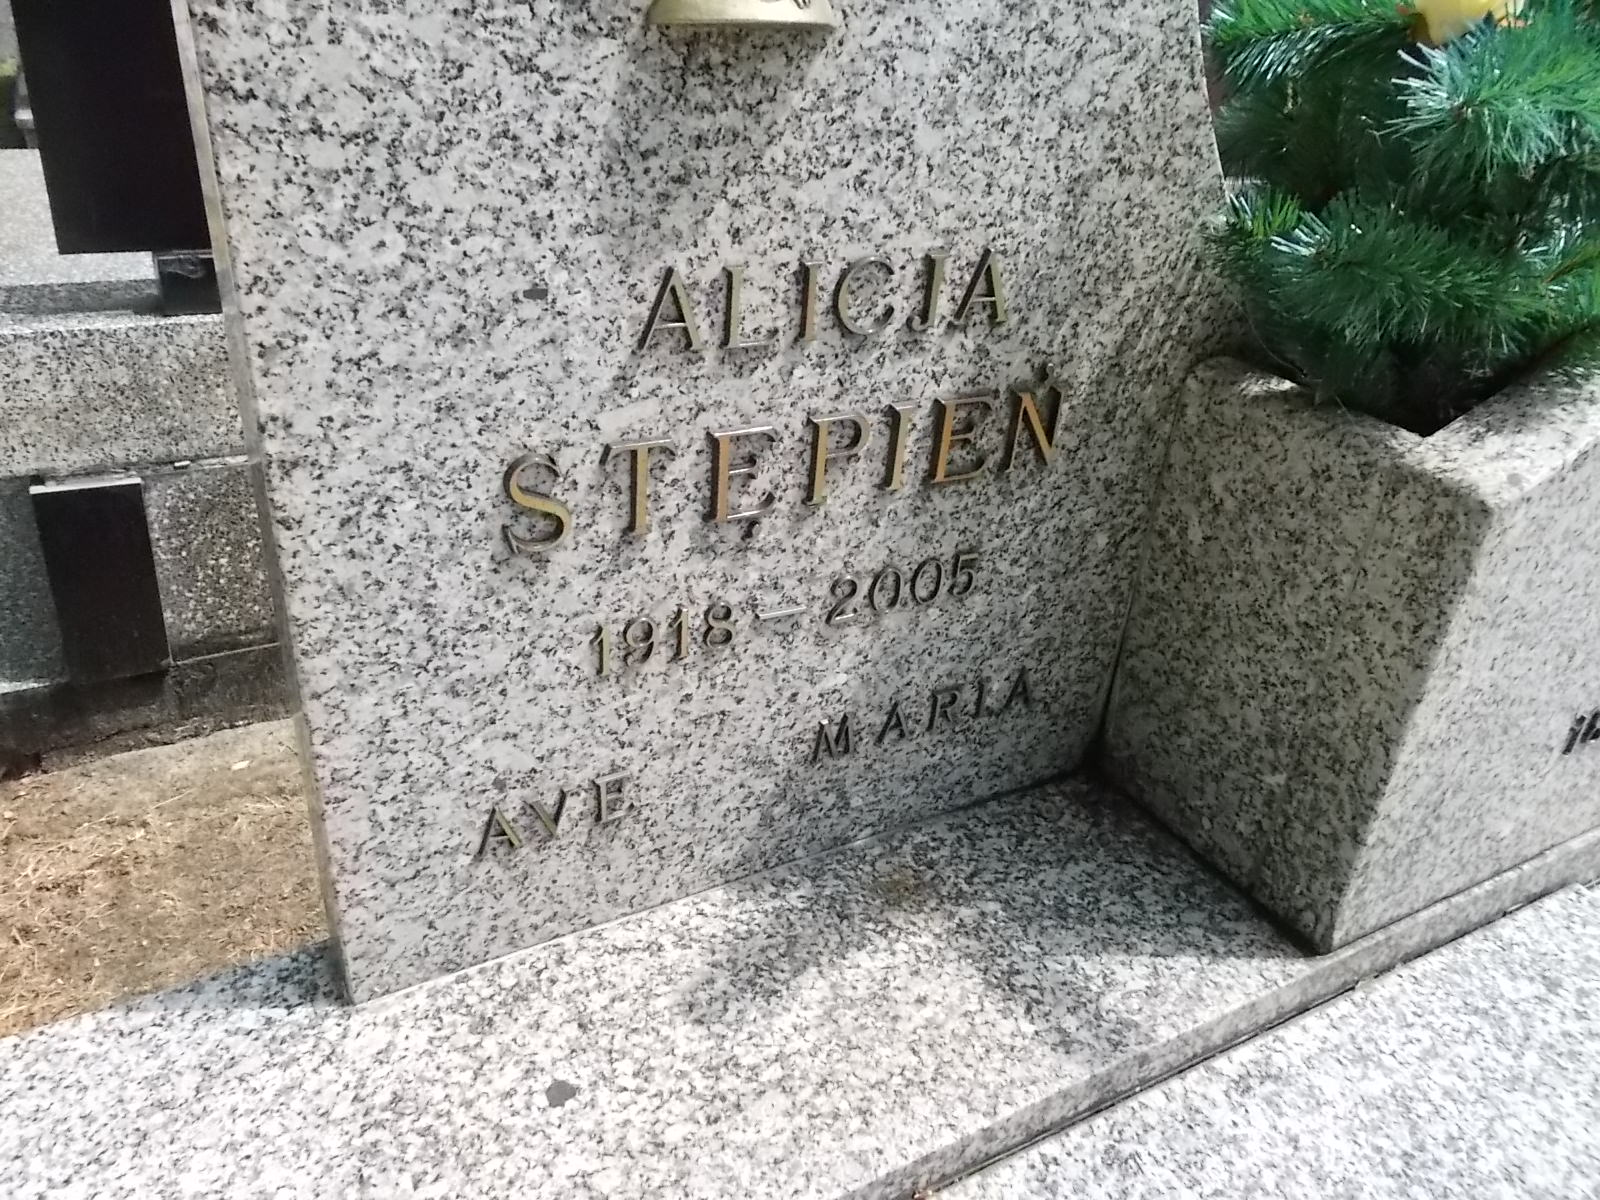 ALICJA
STĘPIEŃ
1918 — 2005
AVE MARIA